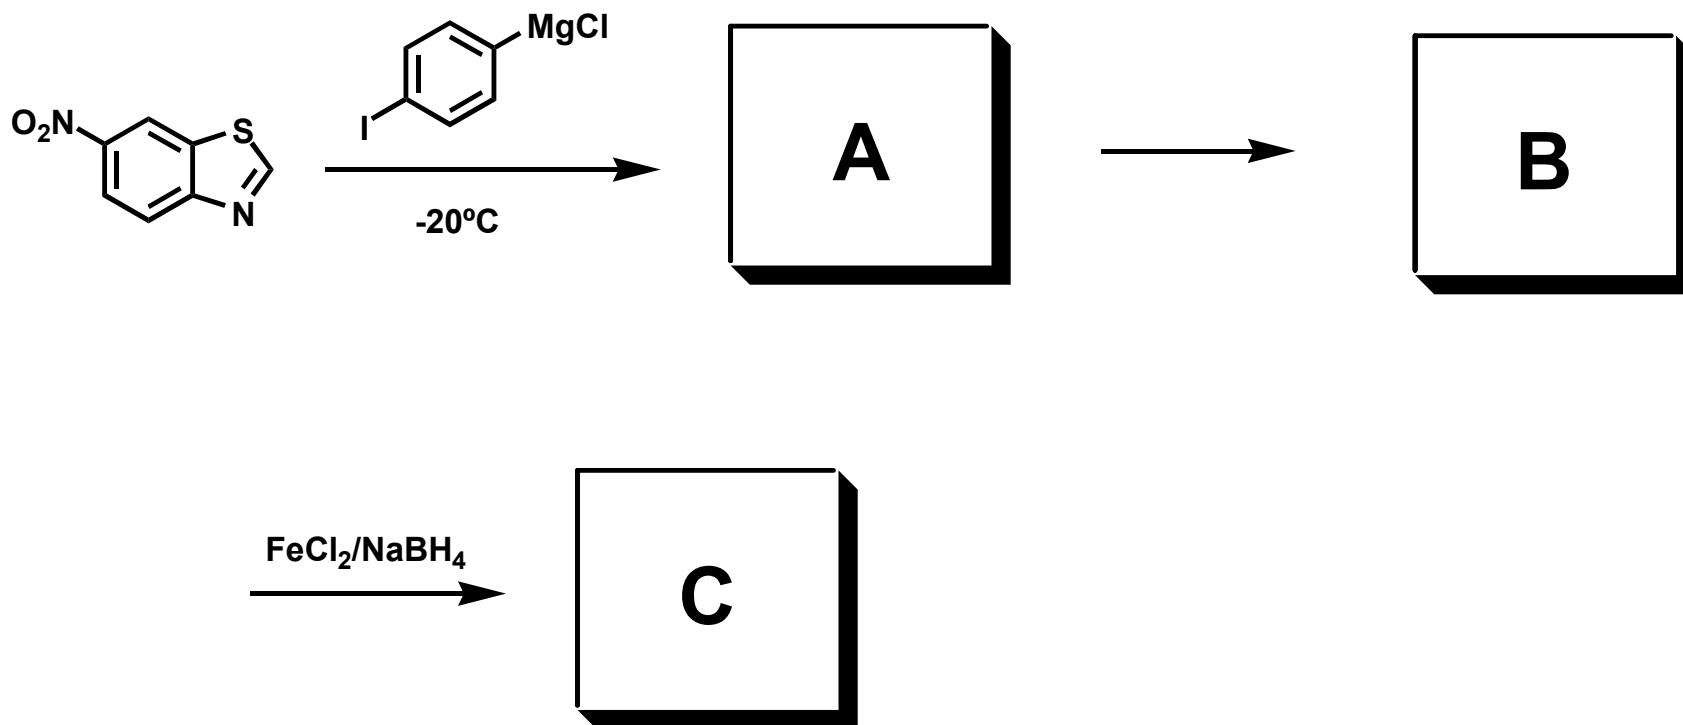 MgCl
O₂N
S
N
I
-20ºC
A
B
FeCl₂/NaBH₄
C